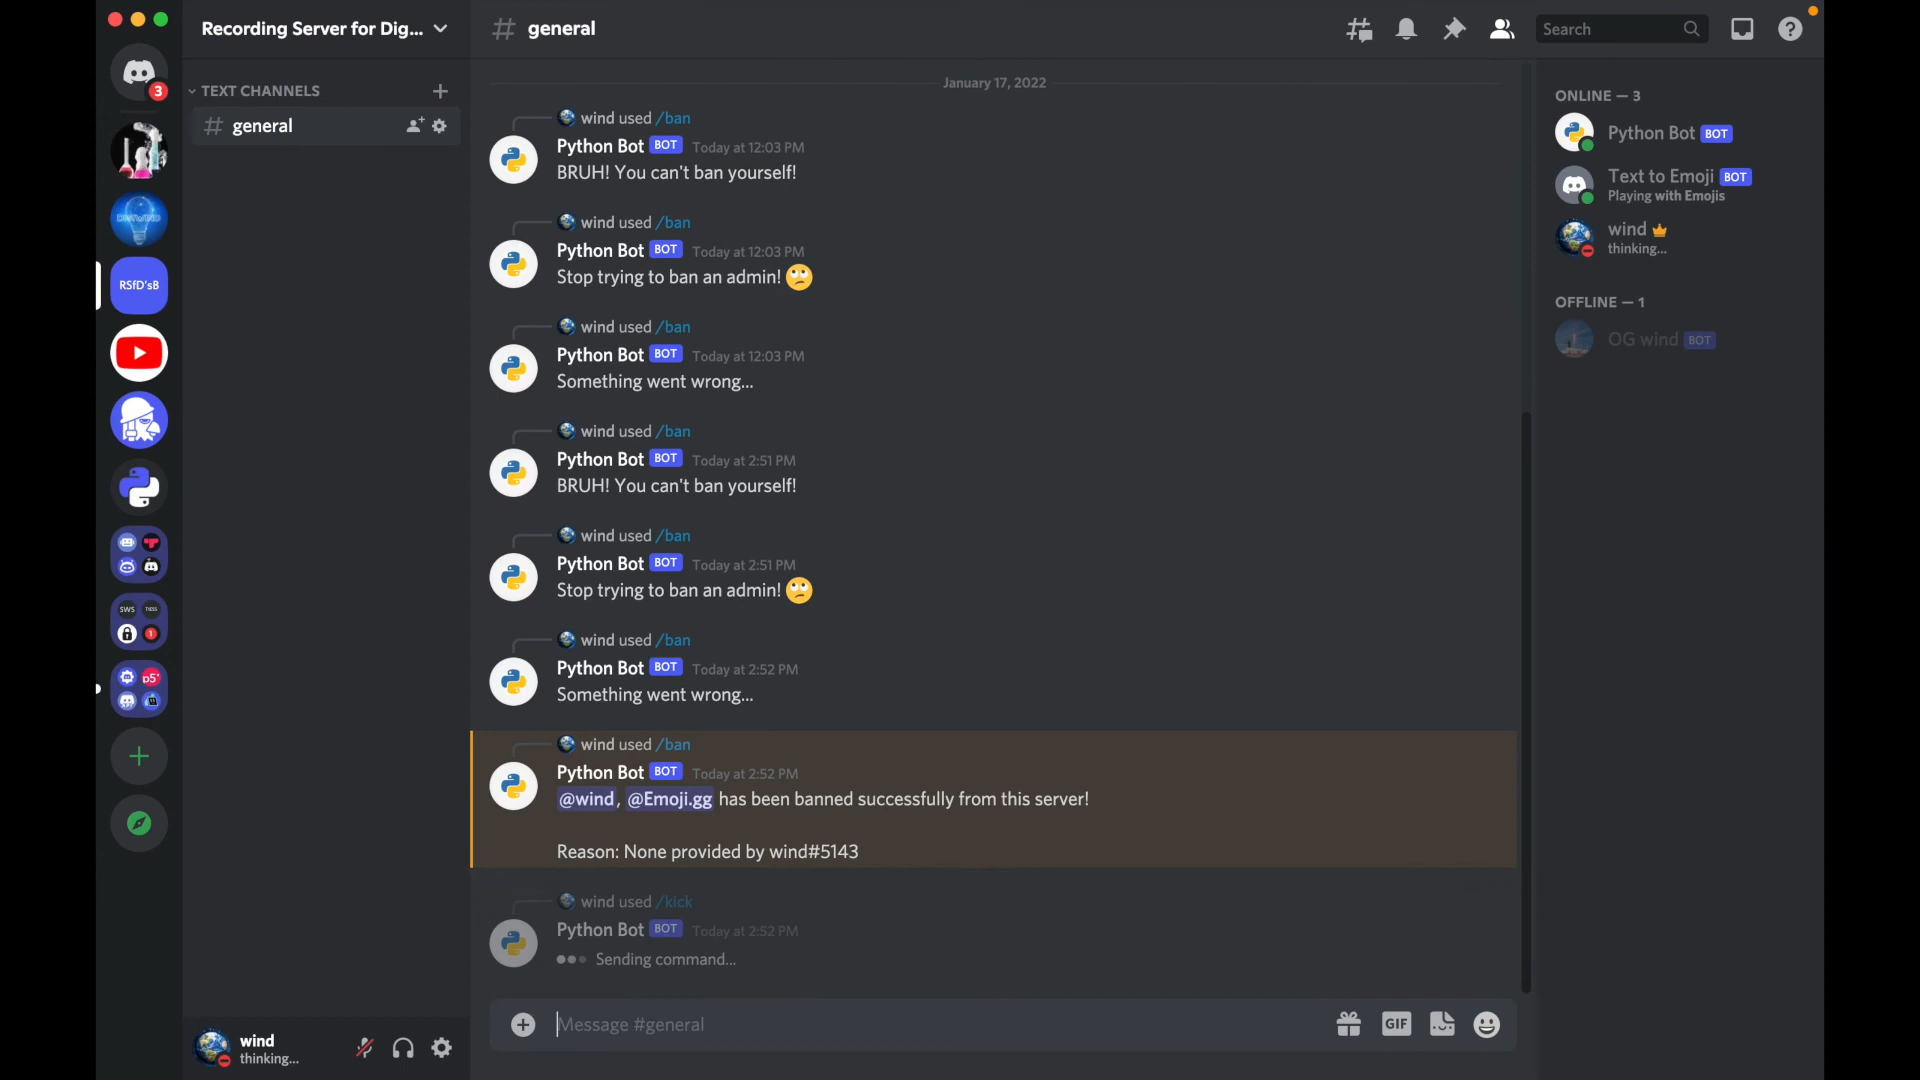 Recording Server for Dig...
general
Search
3
TEXT CHANNELS
general
RSfD'sB
SWS
1
p5*
January 17, 2022
wind used /ban
Python Bot BOT Today at 12:03 PM
BRUH! You can't ban yourself!
wind used /ban
Python Bot BOT Today at 12:03 PM
Stop trying to ban an admin! 🙄
wind used /ban
Python Bot BOT Today at 12:03 PM
Something went wrong...
wind used /ban
Python Bot BOT Today at 2:51 PM
BRUH! You can't ban yourself!
wind used /ban
Python Bot BOT Today at 2:51 PM
Stop trying to ban an admin! 🙄
wind used /ban
Python Bot BOT Today at 2:52 PM
Something went wrong...
wind used /ban
Python Bot BOT Today at 2:52 PM
@wind, @Emoji.gg has been banned successfully from this server!
Reason: None provided by wind#5143
wind used /kick
Python Bot BOT Today at 2:52 PM
Sending command...
Message #general
GIF
ONLINE — 3
Python Bot BOT
Text to Emoji BOT
Playing with Emojis
wind
thinking...
OFFLINE — 1
OG wind BOT
wind
thinking...